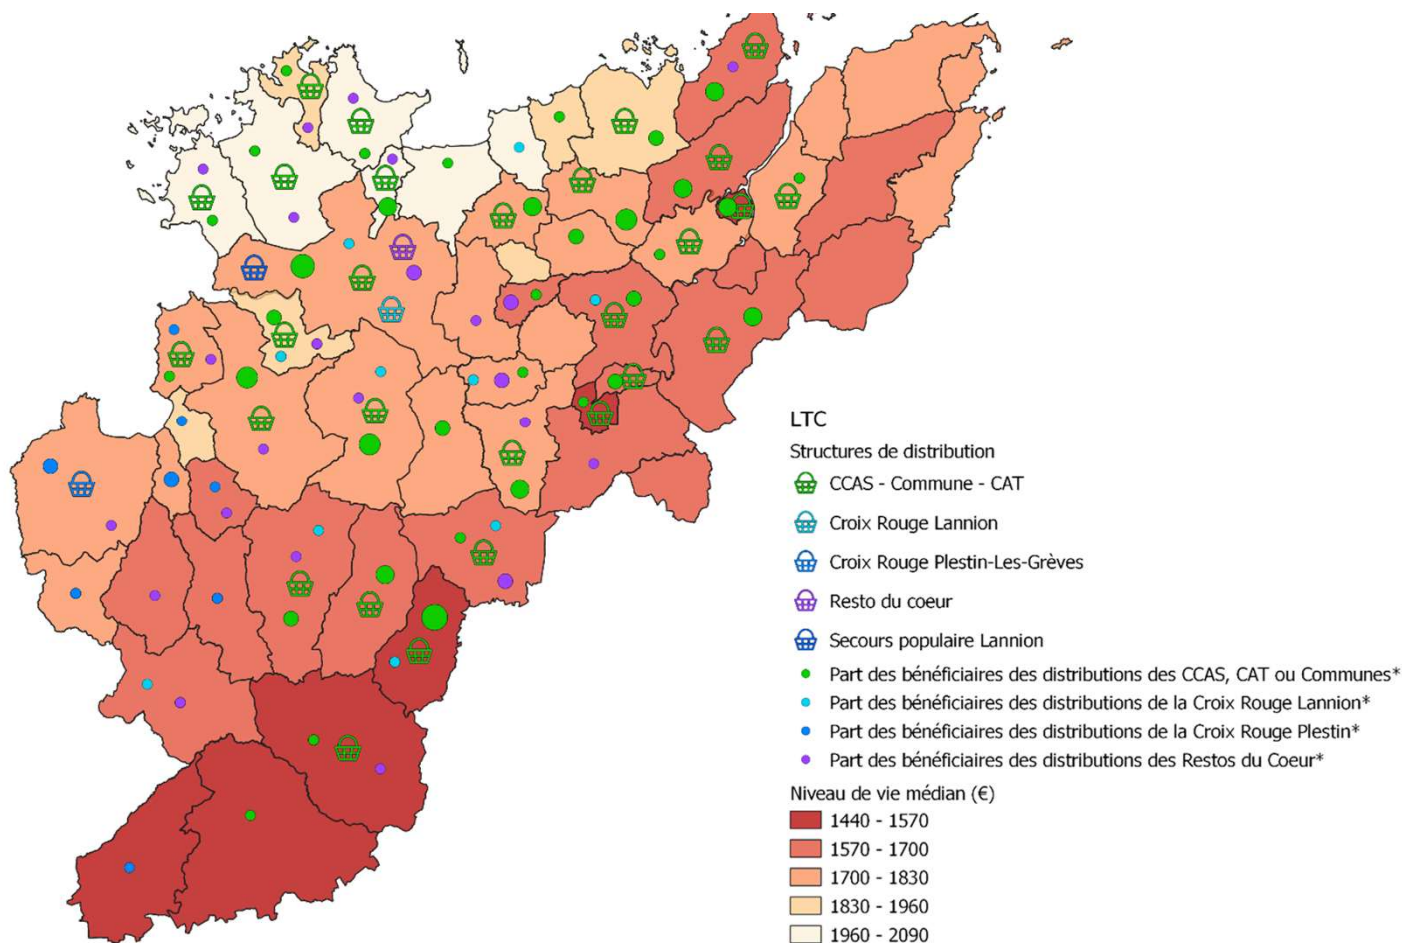 LTC
Structures de distribution
CCAS - Commune - CAT
Croix Rouge Lannion
Croix Rouge Plestin-Les-Grèves
Resto du coeur
Secours populaire Lannion
Part des bénéficiaires des distributions des CCAS, CAT ou Communes*
Part des bénéficiaires des distributions de la Croix Rouge Lannion*
Part des bénéficiaires des distributions de la Croix Rouge Plestin*
Part des bénéficiaires des distributions des Restos du Coeur*
Niveau de vie médian (€)
1440 - 1570
1570 - 1700
1700 - 1830
1830 - 1960
1960 - 2090